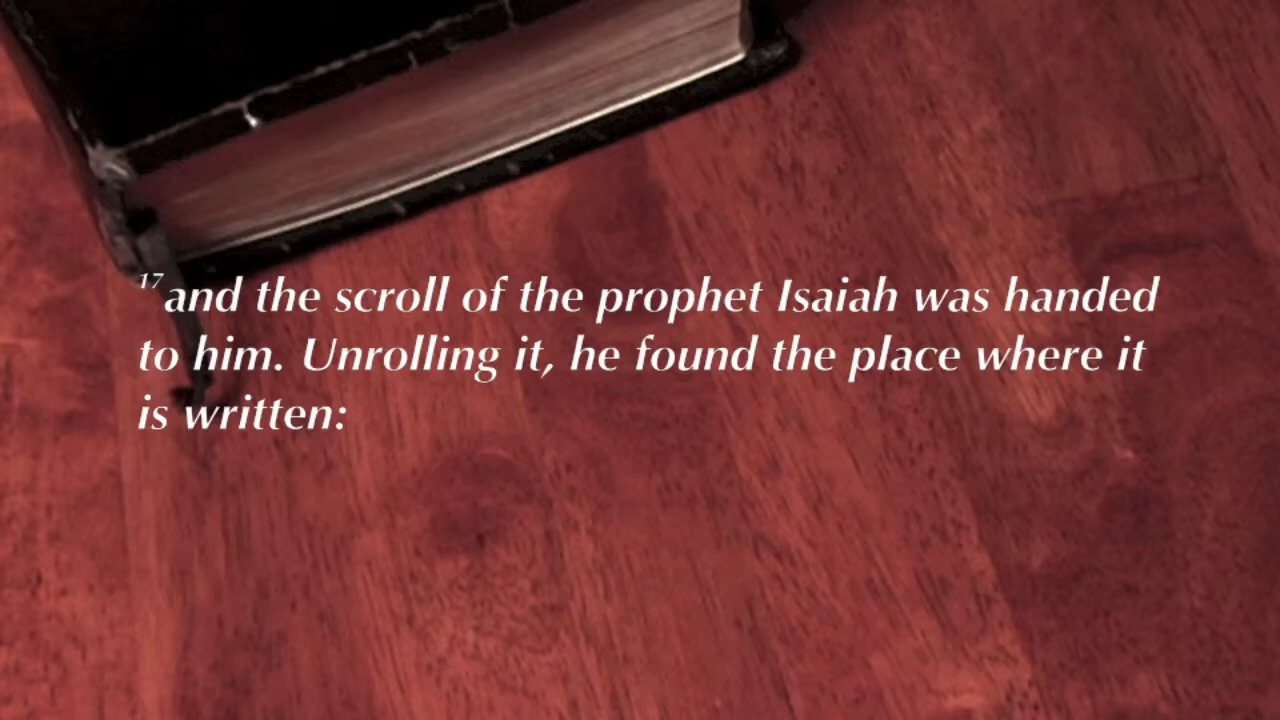 17and the scroll of the prophet Isaiah was handed
to him. Unrolling it, he found the place where it
is written: